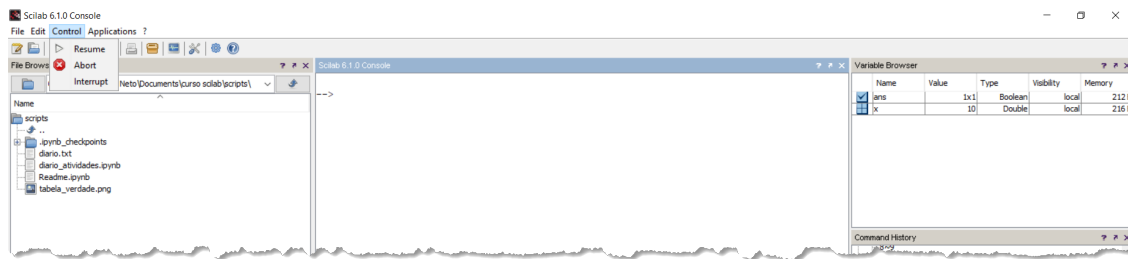 Scilab 6.1.0 Console
File Edit Control Applications ?
Resume
Abort
Interrupt
File Brows
Neto\Documents\curso scilab\scripts\
Name
scripts
..
.ipynb_checkpoints
diario.txt
diario_atividades.ipynb
Readme.ipynb
tabela_verdade.png
Scilab 6.1.0 Console
-->
Variable Browser
Name Value Type Visibility Memory
ans 1x1 Boolean local 212
x 10 Double local 216
Command History